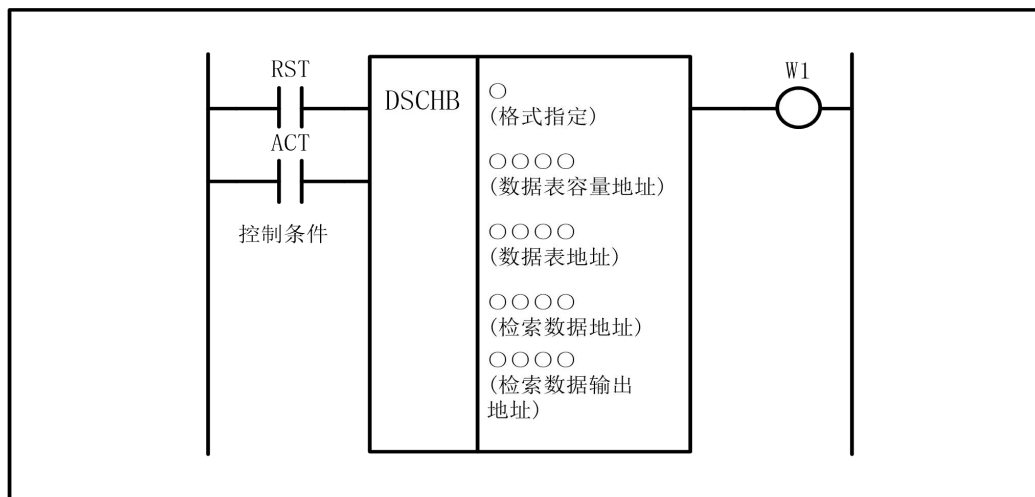 RST
DSCHB
○
(格式指定)
W1
ACT
○○○○
(数据表容量地址)
控制条件
○○○○
(数据表地址)
○○○○
(检索数据地址)
○○○○
(检索数据输出
地址)